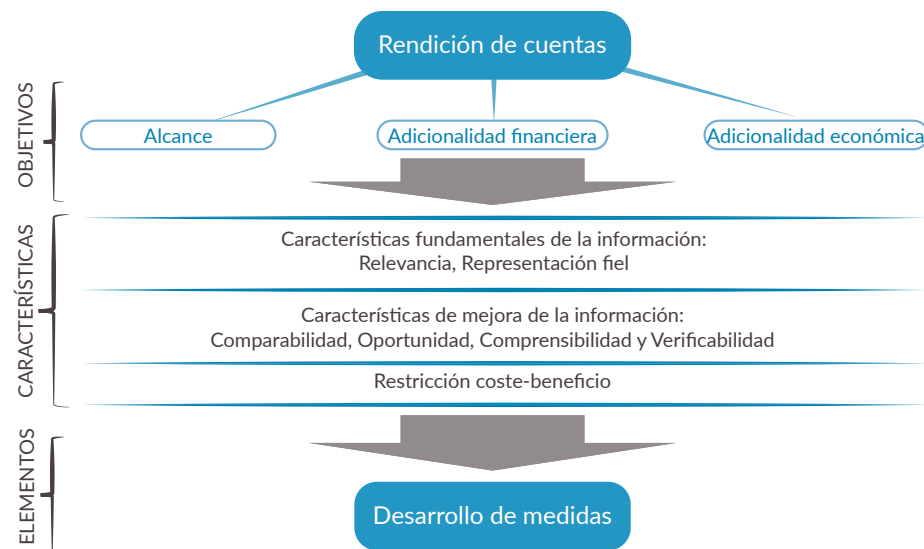 Rendición de cuentas
OBJETIVOS
Alcance
Adicionalidad financiera
Adicionalidad económica
CARACTERÍSTICAS
Características fundamentales de la información:
Relevancia, Representación fiel
Características de mejora de la información:
Comparabilidad, Oportunidad, Comprensibilidad y Verificabilidad
Restricción coste-beneficio
ELEMENTOS
Desarrollo de medidas